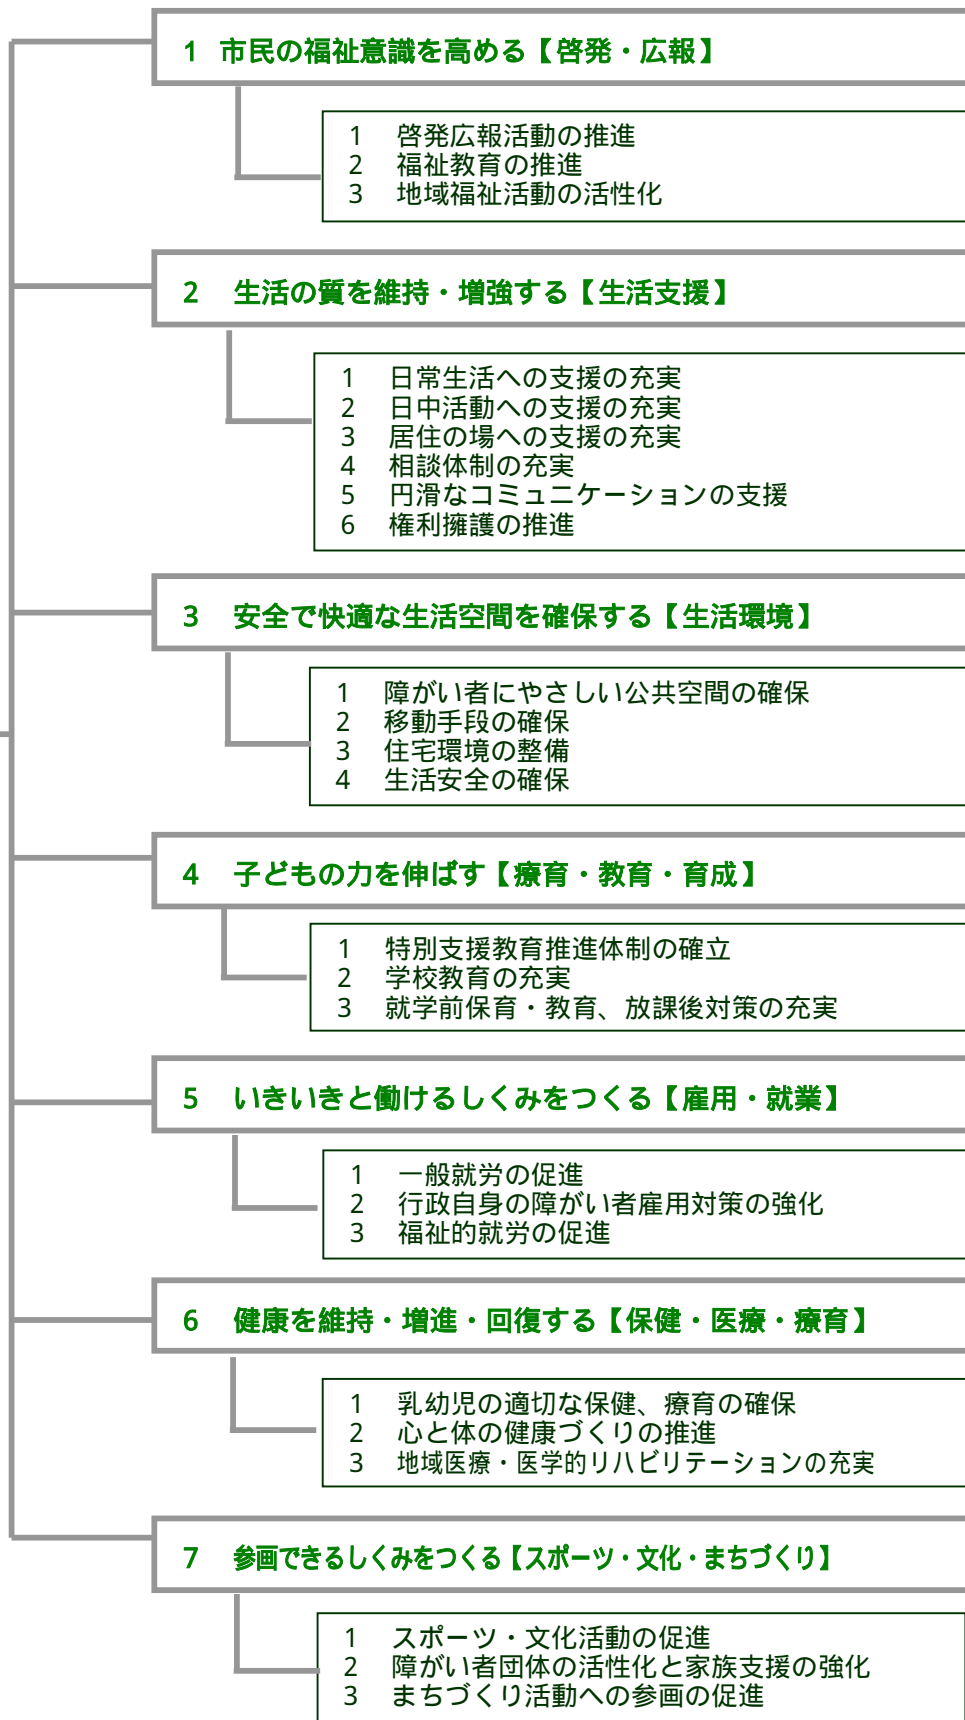 1 市民の福祉意識を高める【啓発・広報】
1 啓発広報活動の推進
2 福祉教育の推進
3 地域福祉活動の活性化
2 生活の質を維持・増強する【生活支援】
1 日常生活への支援の充実
2 日中活動への支援の充実
3 居住の場への支援の充実
4 相談体制の充実
5 円滑なコミュニケーションの支援
6 権利擁護の推進
3 安全で快適な生活空間を確保する【生活環境】
1 障がい者にやさしい公共空間の確保
2 移動手段の確保
3 住宅環境の整備
4 生活安全の確保
4 子どもの力を伸ばす【療育・教育・育成】
1 特別支援教育推進体制の確立
2 学校教育の充実
3 就学前保育・教育、放課後対策の充実
5 いきいきと働けるしくみをつくる【雇用・就業】
1 一般就労の促進
2 行政自身の障がい者雇用対策の強化
3 福祉的就労の促進
6 健康を維持・増進・回復する【保健・医療・療育】
1 乳幼児の適切な保健、療育の確保
2 心と体の健康づくりの推進
3 地域医療・医学的リハビリテーションの充実
7 参画できるしくみをつくる【スポーツ・文化・まちづくり】
1 スポーツ・文化活動の促進
2 障がい者団体の活性化と家族支援の強化
3 まちづくり活動への参画の促進